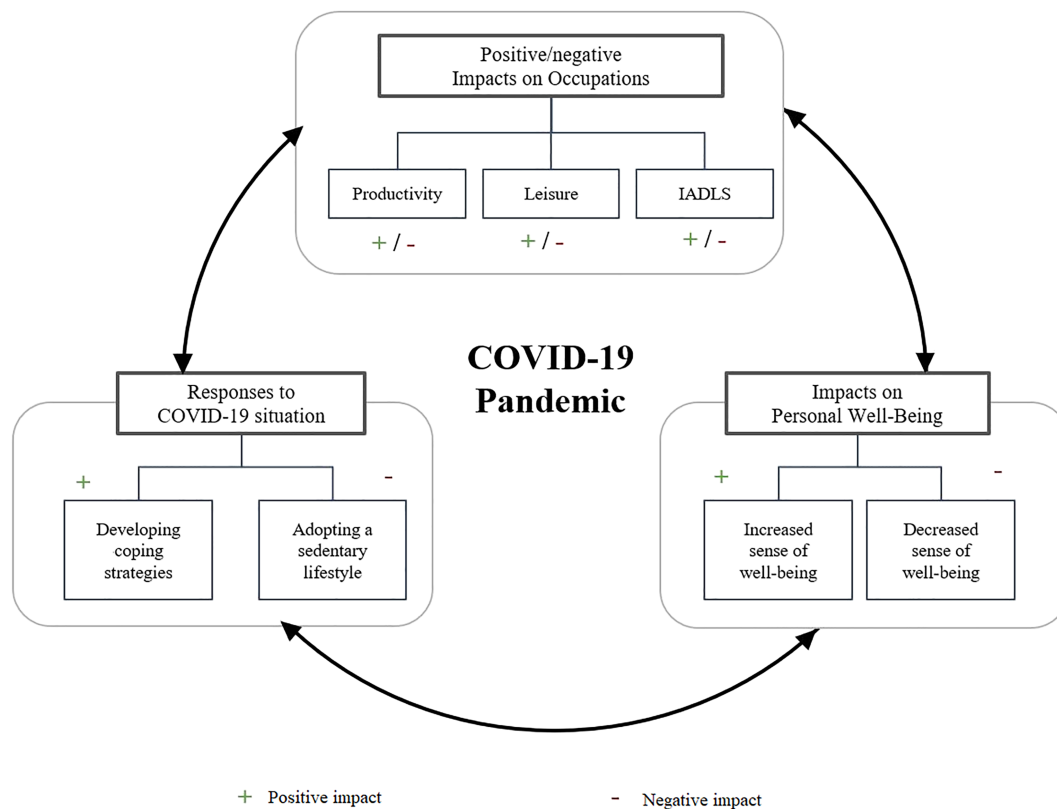 Positive/negative
Impacts on Occupations
Productivity
Leisure
IADLS
+ / -
+ / -
+ / -
COVID-19
Pandemic
Responses to
COVID-19 situation
+
-
Developing
coping
strategies
Adopting a
sedentary
lifestyle
Impacts on
Personal Well-Being
+
-
Increased
sense of
well-being
Decreased
sense of
well-being
+ Positive impact
- Negative impact